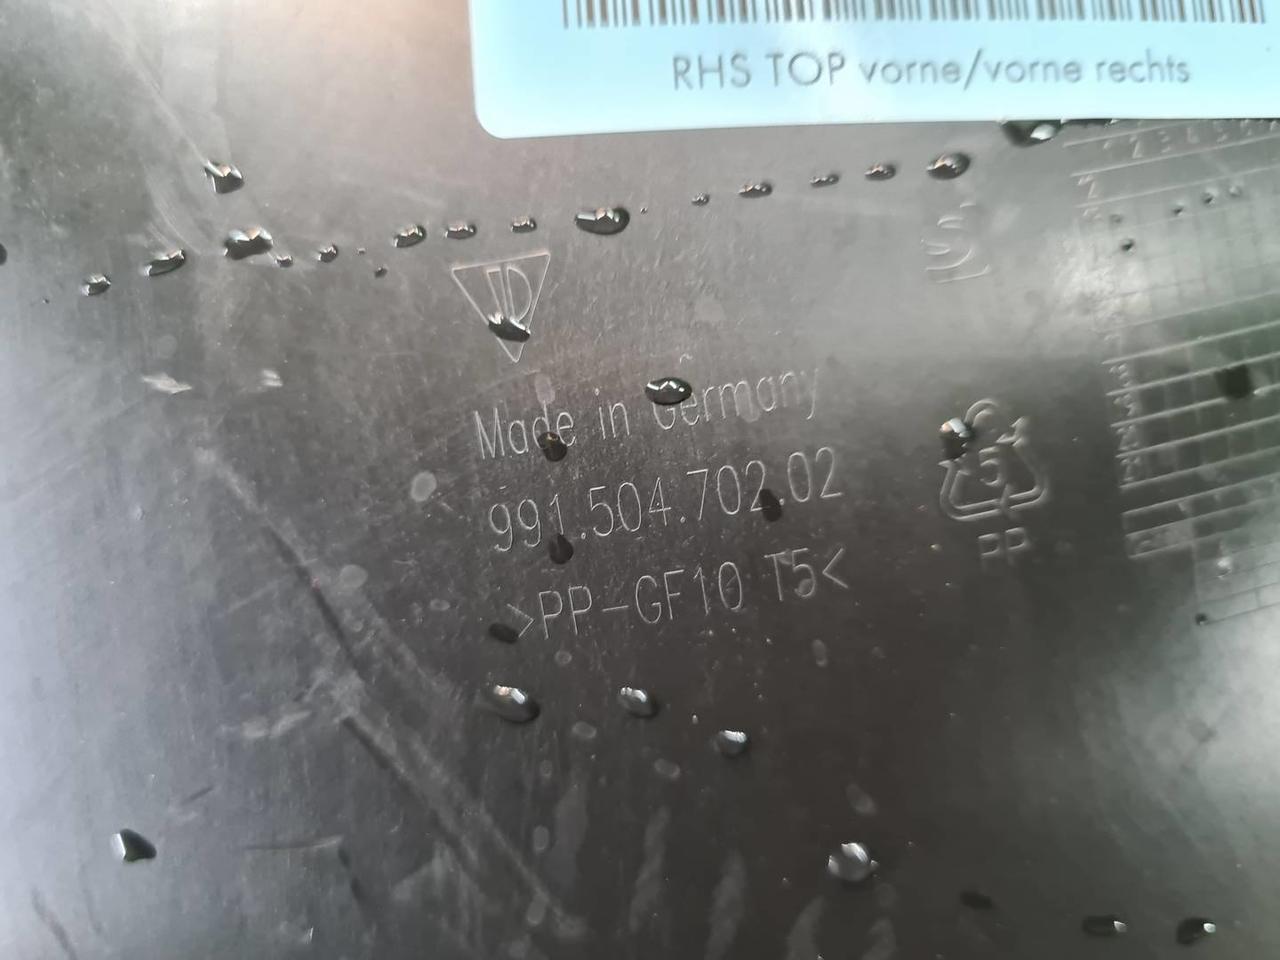 RHS TOP vorne/vorne rechts
Made in Germany
991.504.702.02
>PP-GF10 T5<
5
PP